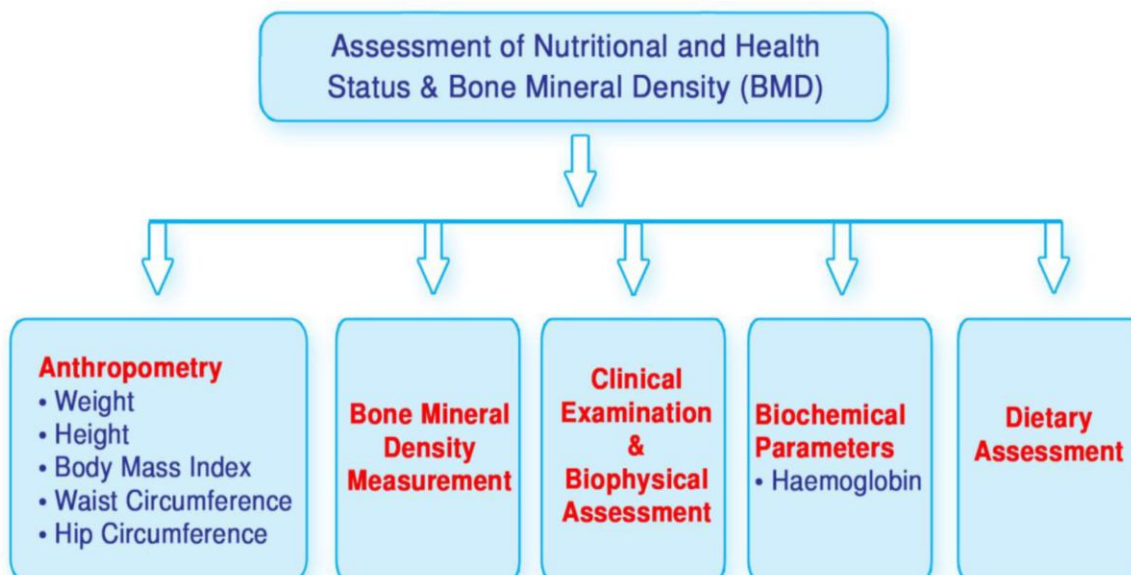 Assessment of Nutritional and Health
Status & Bone Mineral Density (BMD)
Anthropometry
• Weight
• Height
• Body Mass Index
• Waist Circumference
• Hip Circumference
Bone Mineral
Density
Measurement
Clinical
Examination
&
Biophysical
Assessment
Biochemical
Parameters
• Haemoglobin
Dietary
Assessment